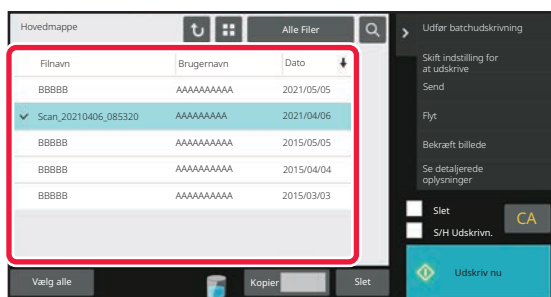 Hovedmappe
Alle Filer
Filnavn Brugernavn Dato
BBBBB AAAAAAAAAA 2021/05/05
Scan_20210406_085320 AAAAAAAAA 2021/04/06
BBBBB AAAAAAAAAA 2015/05/05
BBBBB AAAAAAAAAA 2015/04/04
BBBBB AAAAAAAAAA 2015/03/03
Vælg alle
Kopier
Slet
Udfør batchudskrivning
Skift indstilling for
at udskrive
Send
Flyt
Bekræft billede
Se detaljerede
oplysninger
Slet
S/H Udskrivn.
CA
Udskriv nu